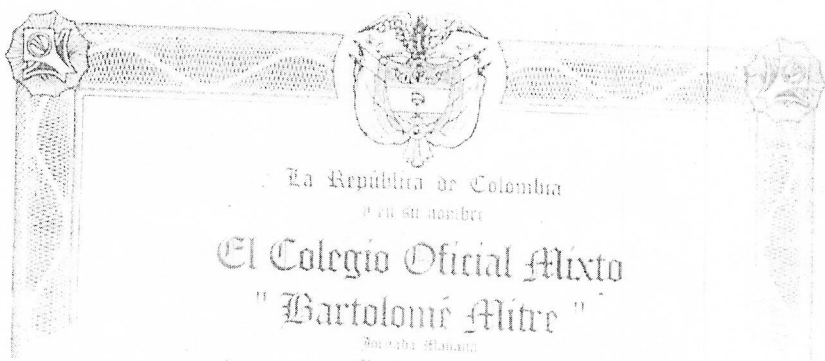 La República de Colombia
y en su nombre
El Colegio Oficial Mixto
" Bartolomé Mitre "
Jornada Mañana